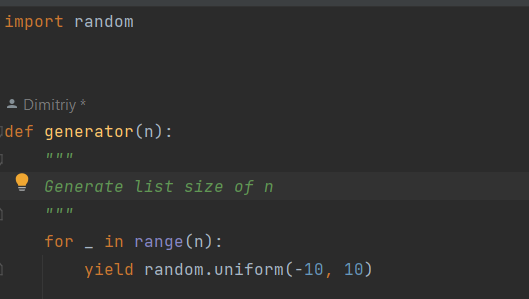 import random
Dimitriy *
def generator(n):
    """
    Generate list size of n
    """
    for _ in range(n):
        yield random.uniform(-10, 10)